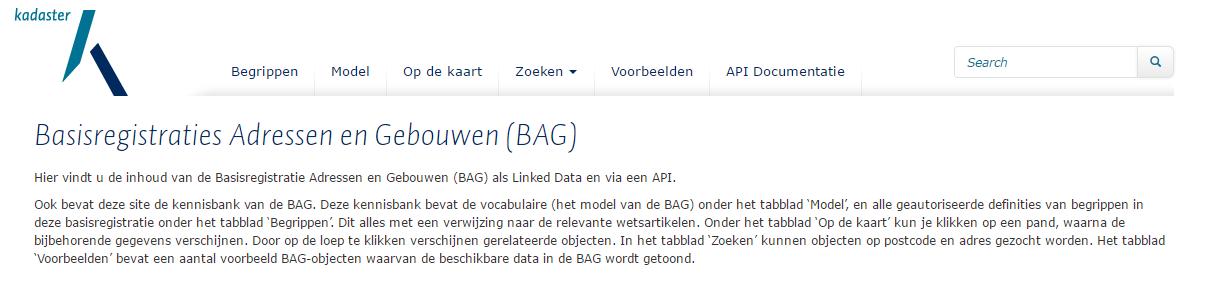 kadaster
Begrippen Model Op de kaart Zoeken Voorbeelden API Documentatie Search
Basisregistraties Adressen en Gebouwen (BAG)
Hier vindt u de inhoud van de Basisregistratie Adressen en Gebouwen (BAG) als Linked Data en via een API.
Ook bevat deze site de kennisbank van de BAG. Deze kennisbank bevat de vocabulaire (het model van de BAG) onder het tabblad ‘Model’, en alle geautoriseerde definities van begrippen in
deze basisregistratie onder het tabblad ‘Begrippen’. Dit alles met een verwijzing naar de relevante wetsartikelen. Onder het tabblad ‘Op de kaart’ kun je klikken op een pand, waarna de
bijbehorende gegevens verschijnen. Door op de loep te klikken verschijnen gerelateerde objecten. In het tabblad ‘Zoeken’ kunnen objecten op postcode en adres gezocht worden. Het tabblad
‘Voorbeelden’ bevat een aantal voorbeeld BAG-objecten waarvan de beschikbare data in de BAG wordt getoond.